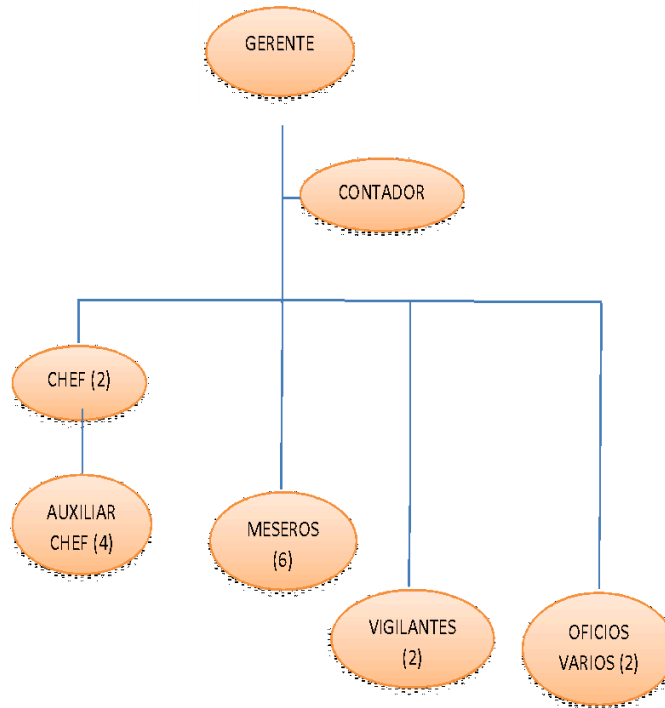 GERENTE
CONTADOR
CHEF (2)
AUXILIAR
CHEF (4)
MESEROS
(6)
VIGILANTES
(2)
OFICIOS
VARIOS (2)